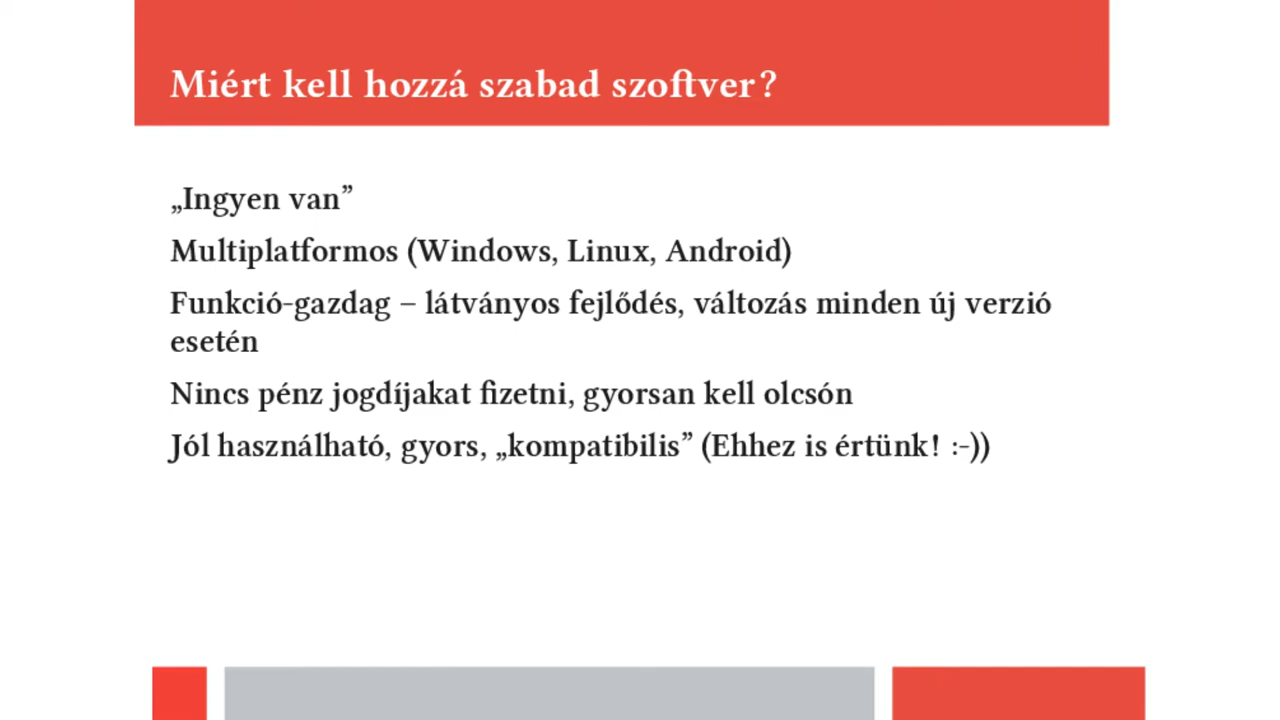 Miért kell hozzá szabad szoftver?
„Ingyen van”
Multiplatformos (Windows, Linux, Android)
Funkció-gazdag – látványos fejlődés, változás minden új verzió
esetén
Nincs pénz jogdíjakat fizetni, gyorsan kell olcsón
Jól használható, gyors, „kompatibilis” (Ehhez is értünk! :-))